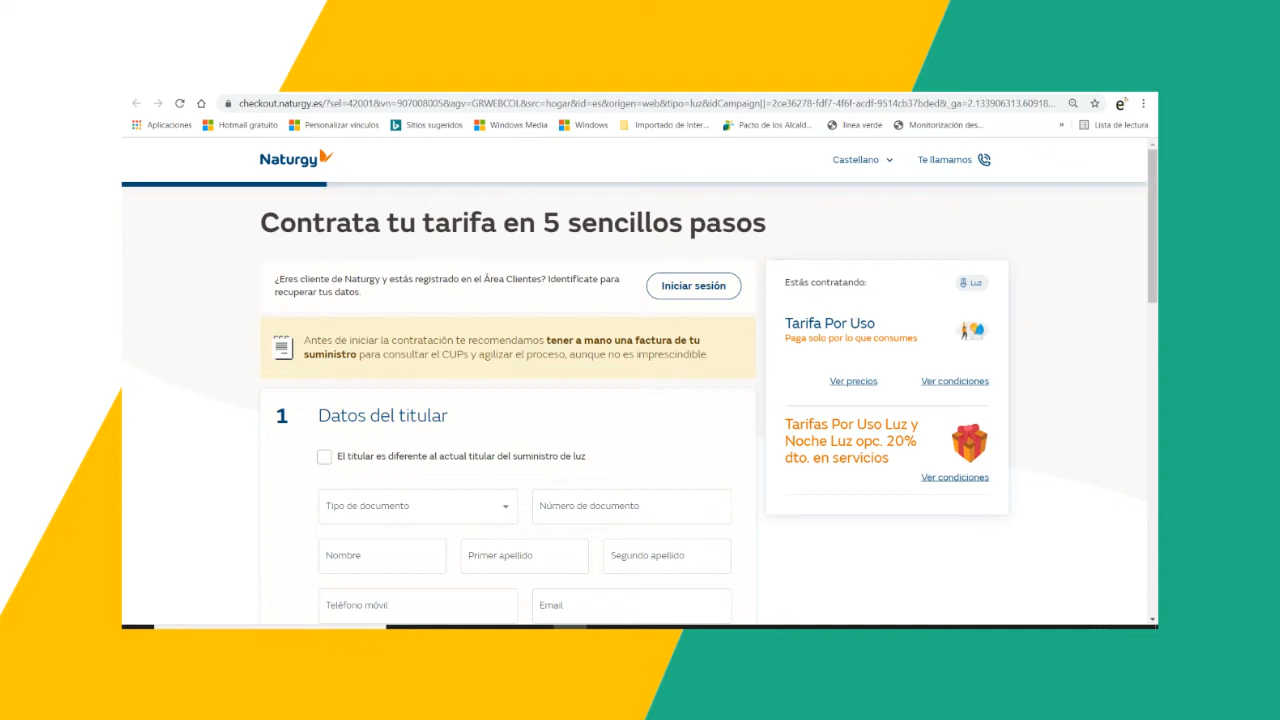 checkout.naturgy.es/?sel=42001&vn=907008005&agv=GRWEBCOL&src=hogar&id=es&origen=web&tipo=luz&idCampaign[]=2ce36278-fdf7-4f6f-acdf-9514cb37bded&_ga=2.133906313.60918...
Aplicaciones Hotmail gratuito Personalizar vínculos Sitios sugeridos Windows Media Windows Importado de Inter... Pacto de los Alcald... linea verde Monitorización des... » Lista de lectura
Naturgy Castellano Te llamamos
Contrata tu tarifa en 5 sencillos pasos
¿Eres cliente de Naturgy y estás registrado en el Área Clientes? Identifícate para
recuperar tus datos.
Iniciar sesión
Antes de iniciar la contratación te recomendamos tener a mano una factura de tu
suministro para consultar el CUPs y agilizar el proceso, aunque no es imprescindible.
1 Datos del titular
El titular es diferente al actual titular del suministro de luz
Tipo de documento Número de documento
Nombre Primer apellido Segundo apellido
Teléfono móvil Email
Estás contratando: Luz
Tarifa Por Uso
Paga solo por lo que consumes
Ver precios Ver condiciones
Tarifas Por Uso Luz y
Noche Luz opc. 20%
dto. en servicios
Ver condiciones